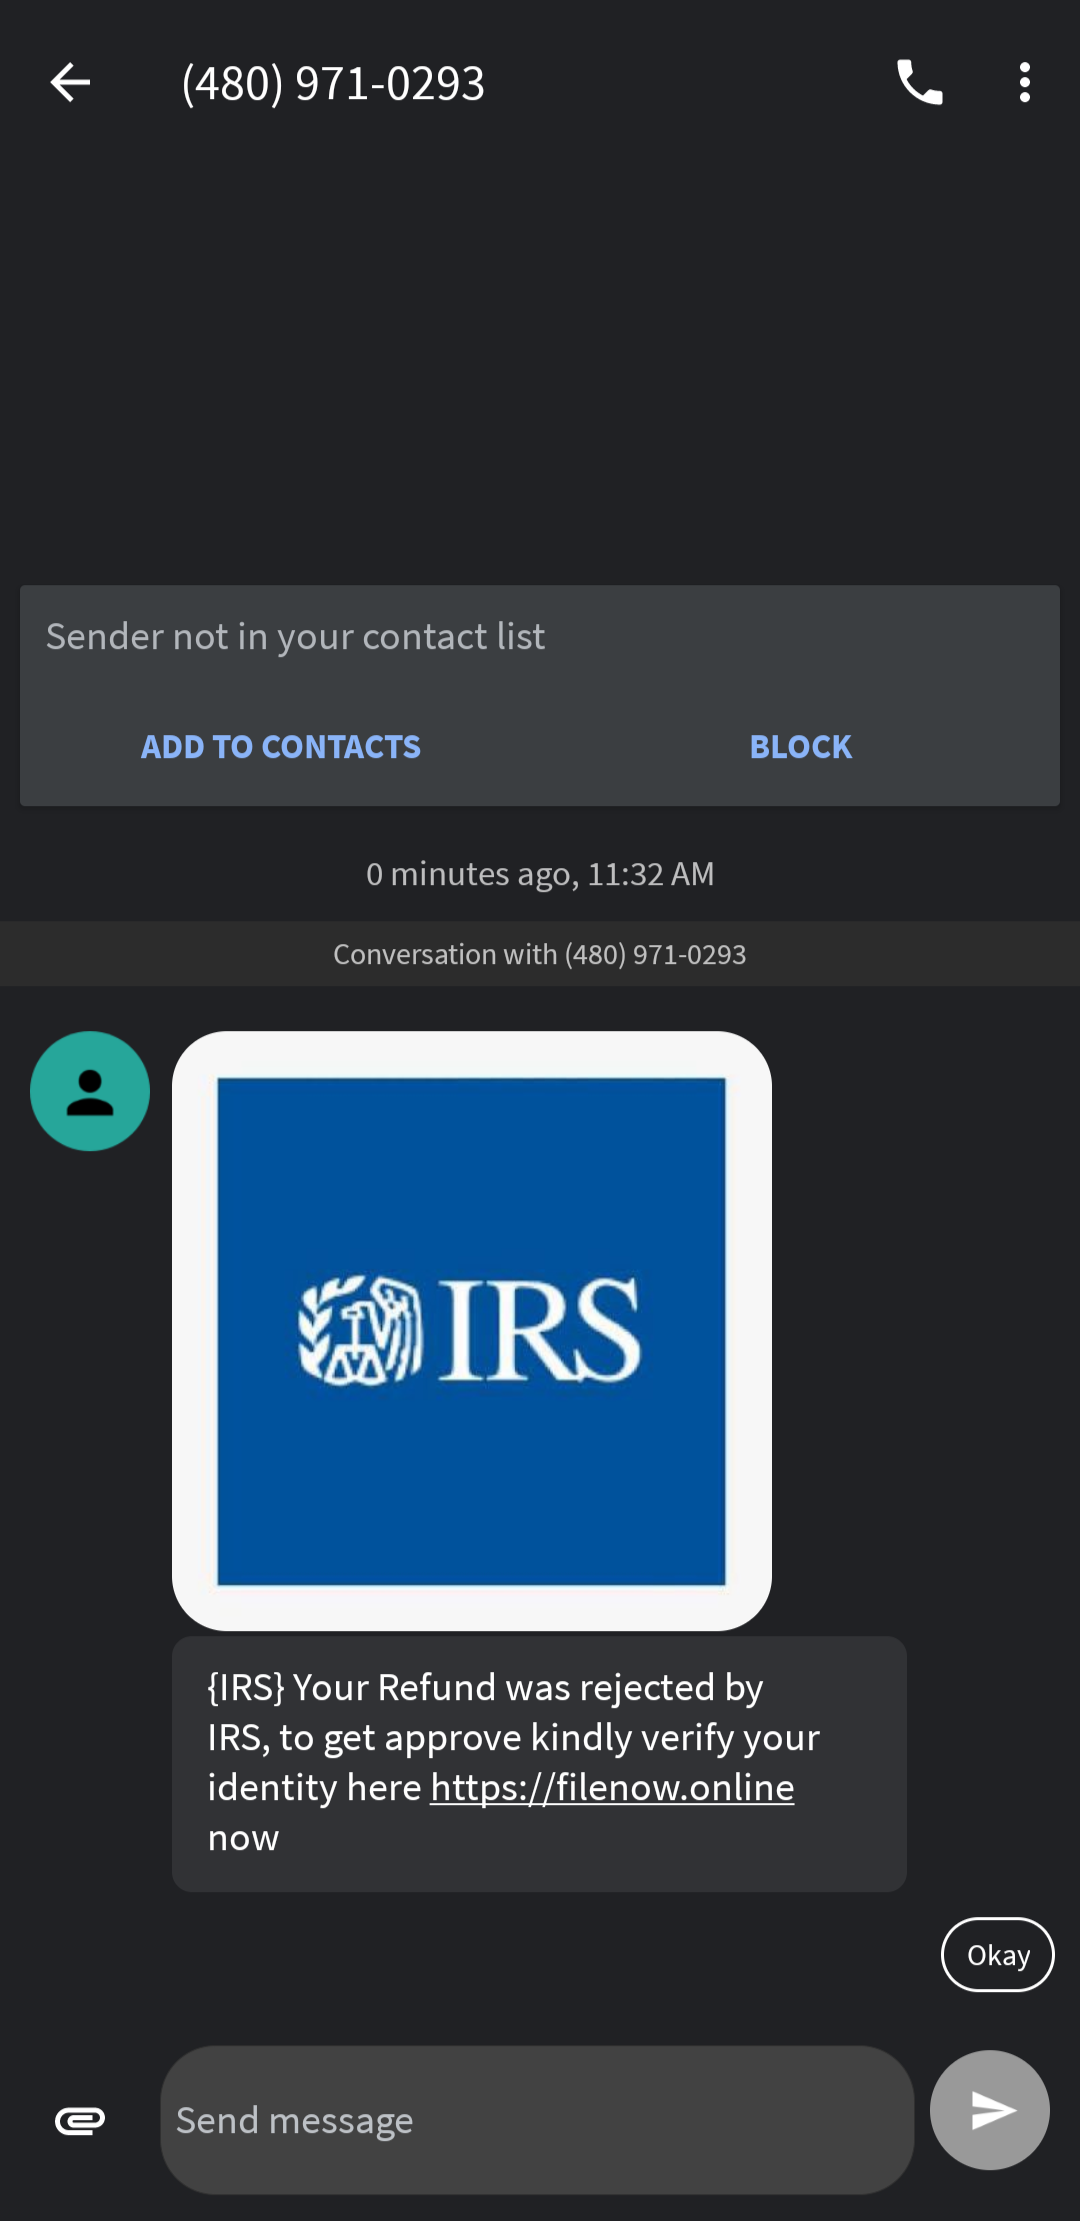 (480) 971-0293
Sender not in your contact list
ADD TO CONTACTS
BLOCK
0 minutes ago, 11:32 AM
Conversation with (480) 971-0293
IRS
{IRS} Your Refund was rejected by
IRS, to get approve kindly verify your
identity here https://filenow.online
now
Okay
Send message